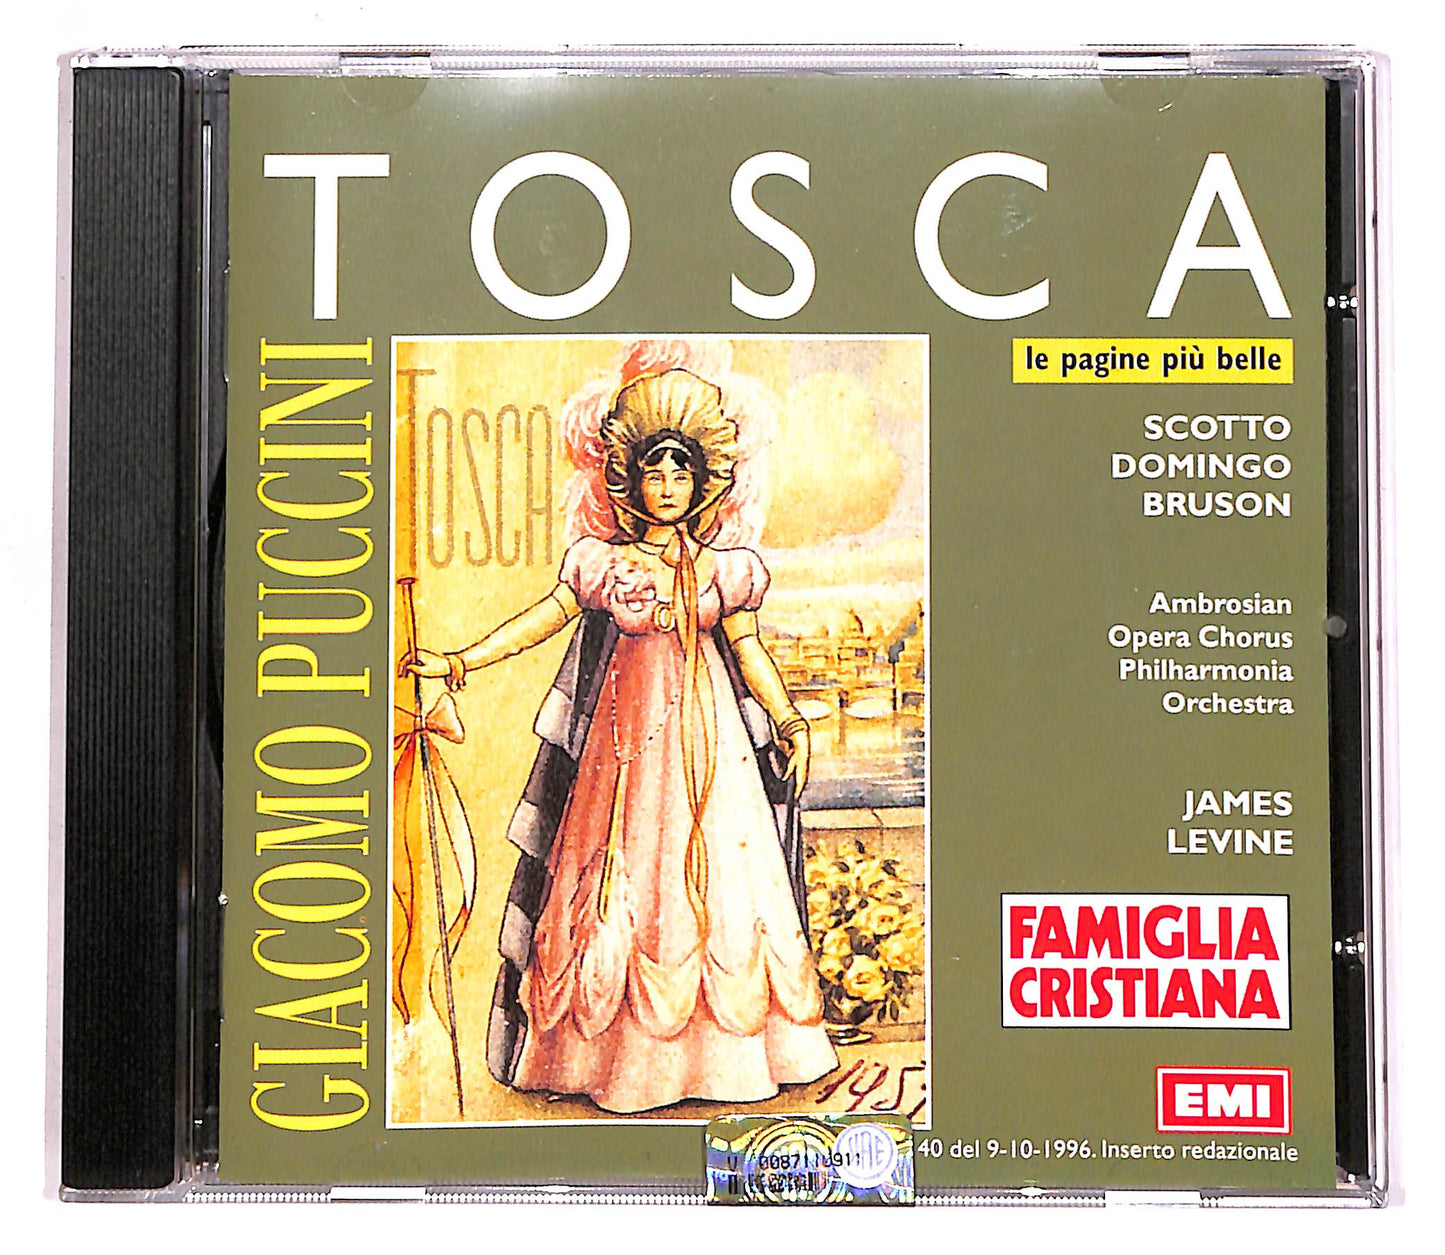 TOSCA
GIACOMO PUCCINI
TOSCA
le pagine più belle
SCOTTO
DOMINGO
BRUSON
Ambrosian
Opera Chorus
Philharmonia
Orchestra
JAMES
LEVINE
FAMIGLIA
CRISTIANA
EMI
40 del 9-10-1996. Inserto redazionale